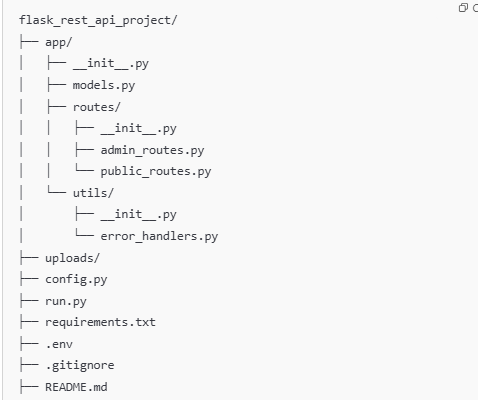 flask_rest_api_project/
├── app/
│   ├── __init__.py
│   ├── models.py
│   ├── routes/
│   │   ├── __init__.py
│   │   ├── admin_routes.py
│   │   └── public_routes.py
│   └── utils/
│       ├── __init__.py
│       └── error_handlers.py
├── uploads/
├── config.py
├── run.py
├── requirements.txt
├── .env
├── .gitignore
├── README.md